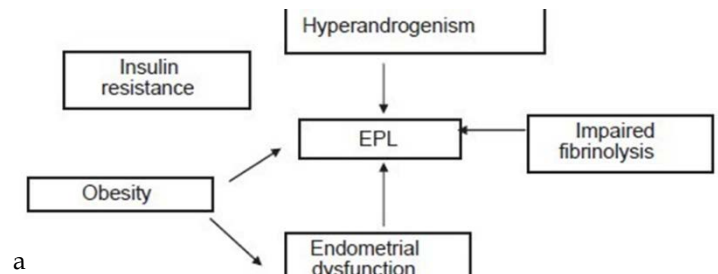 Hyperandrogenism
Insulin
resistance
EPL
Impaired
fibrinolysis
Obesity
Endometrial
dysfunction
a